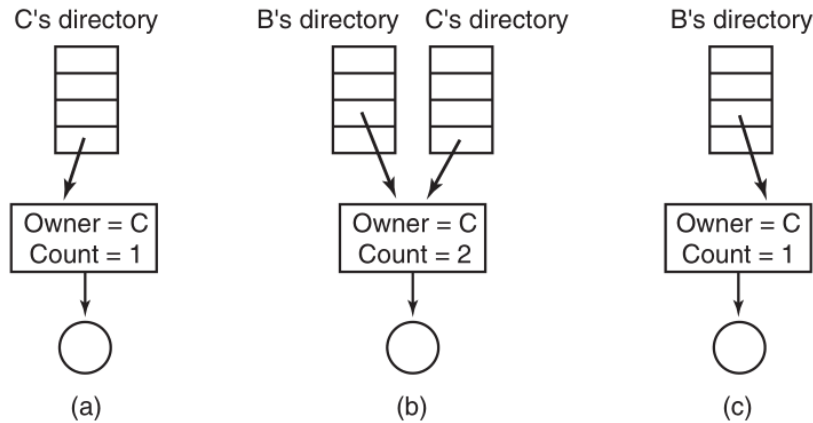 C's directory
B's directory
C's directory
B's directory
Owner = C
Count = 1
Owner = C
Count = 2
Owner = C
Count = 1
(a)
(b)
(c)